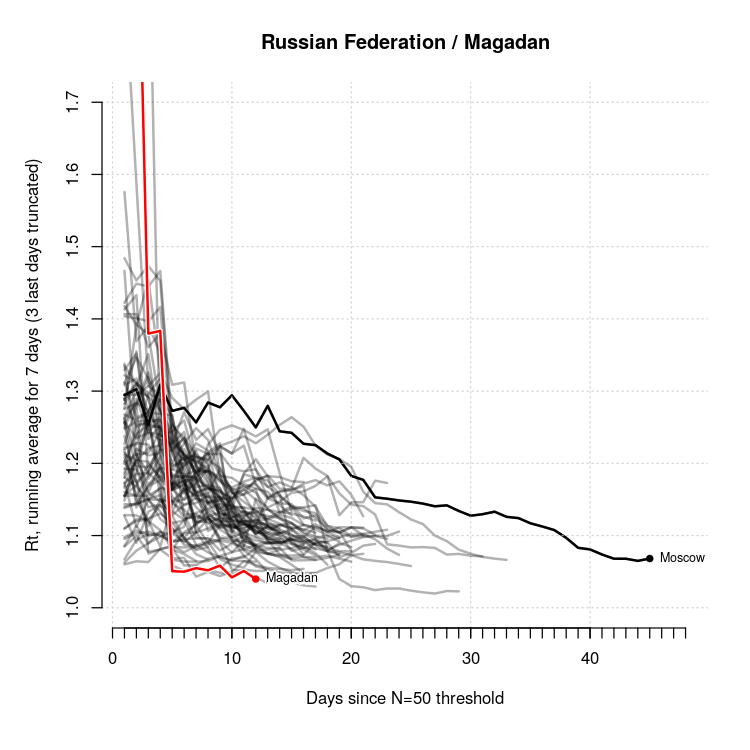 Russian Federation / Magadan
Rt, running average for 7 days (3 last days truncated)
1.7
1.6
1.5
1.4
1.3
1.2
1.1
1.0
Moscow
Magadan
0 10 20 30 40
Days since N=50 threshold